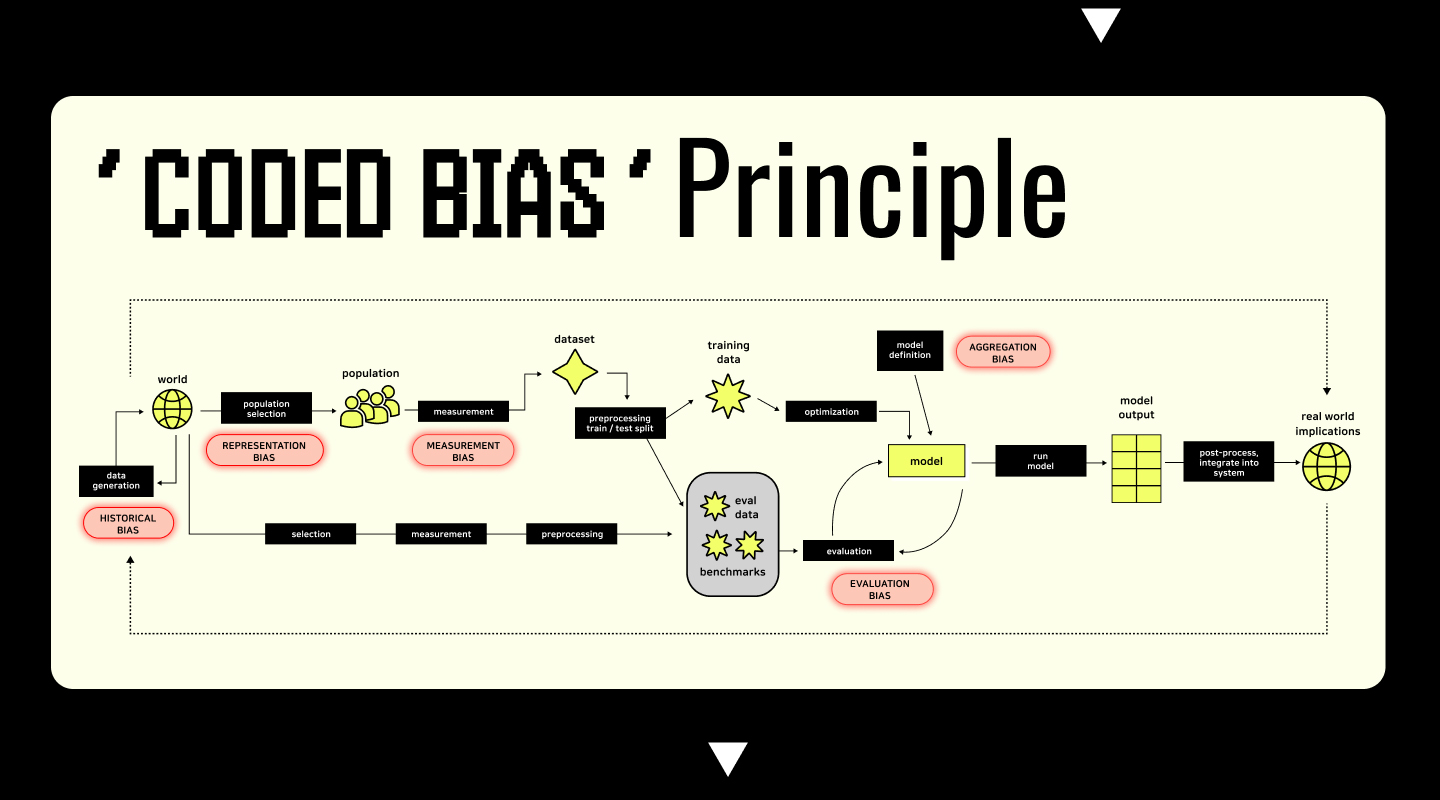 ′ CODED BIAS ′ Principle
dataset
training
data
model
definition
AGGREGATION
BIAS
world
population
population
selection
measurement
preprocessing
train / test split
optimization
model
output
real world
implications
REPRESENTATION
BIAS
MEASUREMENT
BIAS
data
generation
model
run
model
post-process,
integrate into
system
HISTORICAL
BIAS
selection
measurement
preprocessing
eval
data
benchmarks
evaluation
EVALUATION
BIAS